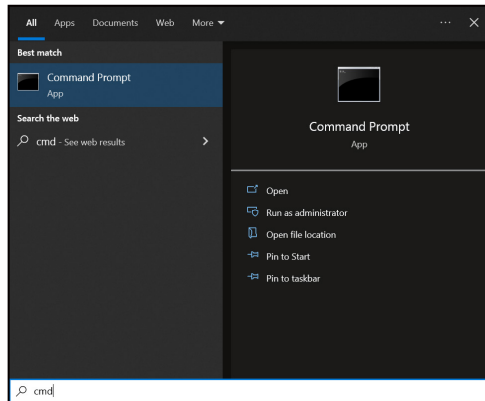 All Apps Documents Web More
Best match
Command Prompt
App
Search the web
cmd - See web results
Command Prompt
App
Open
Run as administrator
Open file location
Pin to Start
Pin to taskbar
cmd